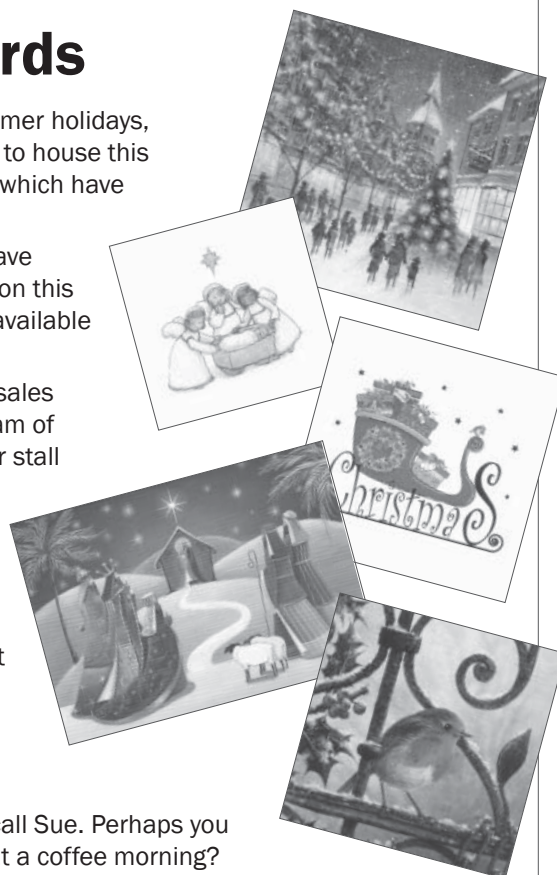 rds
mer holidays,
to house this
which have
ave
on this
available
sales
am of
r stall
Christmas
t
all Sue. Perhaps you
t a coffee morning?